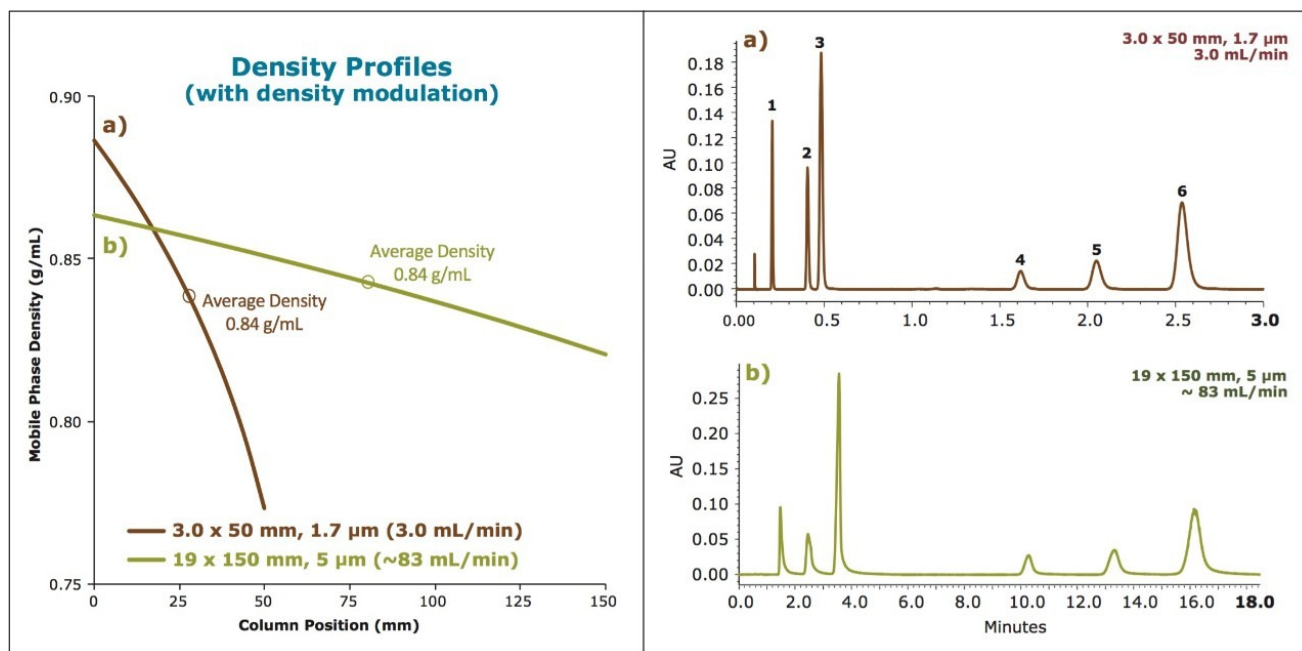 Density Profiles
(with density modulation)
Mobile Phase Density (g/mL)
0.90
0.85
0.80
0.75
a)
b)
Average Density
0.84 g/mL
Average Density
0.84 g/mL
3.0 x 50 mm, 1.7 µm (3.0 mL/min)
19 x 150 mm, 5 µm (~83 mL/min)
0 25 50 75 100 125 150
Column Position (mm)
a)
3.0 x 50 mm, 1.7 µm
3.0 mL/min
AU
0.18
0.16
0.14
0.12
0.10
0.08
0.06
0.04
0.02
0.00
1
2
3
4
5
6
0.00 0.5 1.0 1.5 2.0 2.5 3.0
b)
19 x 150 mm, 5 µm
~ 83 mL/min
AU
0.25
0.20
0.15
0.10
0.05
0.00
0.0 2.0 4.0 6.0 8.0 10.0 12.0 14.0 16.0 18.0
Minutes